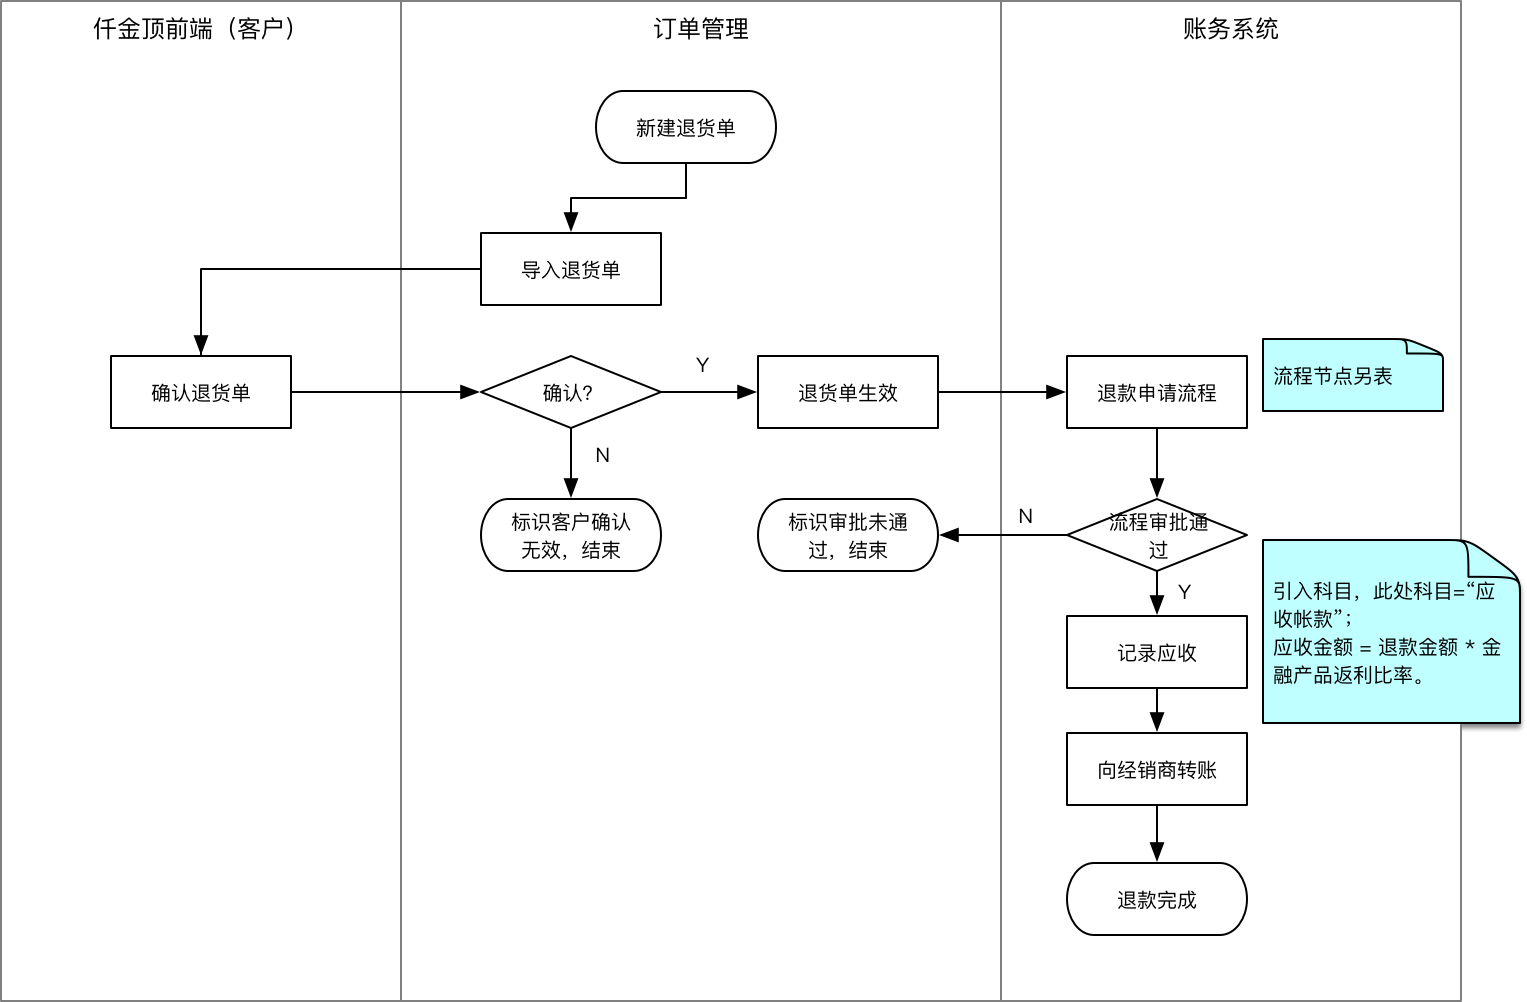 仟金顶前端（客户）
订单管理
账务系统
新建退货单
导入退货单
确认退货单
确认?
Y
退货单生效
退款申请流程
流程节点另表
N
标识客户确认
无效，结束
标识审批未通
过，结束
N
流程审批通
过
Y
引入科目，此处科目=“应
收帐款”；
应收金额 = 退款金额 * 金
融产品返利比率。
记录应收
向经销商转账
退款完成